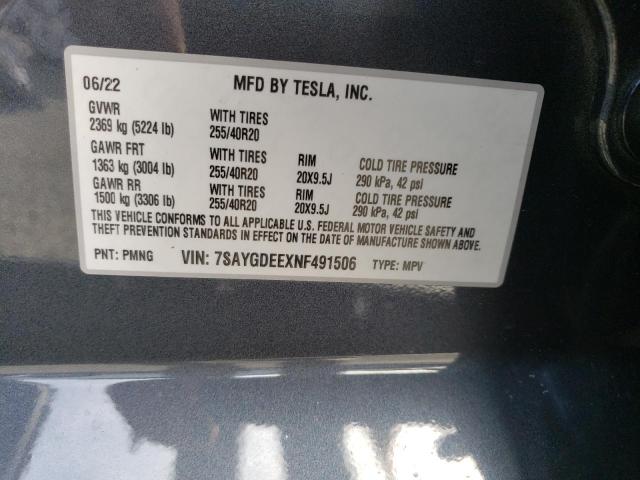 06/22 MFD BY TESLA, INC.
GVWR WITH TIRES
2369 kg (5224 lb) 255/40R20
GAWR FRT WITH TIRES RIM COLD TIRE PRESSURE
1363 kg (3004 lb) 255/40R20 20X9.5J 290 kPa, 42 psi
GAWR RR WITH TIRES RIM COLD TIRE PRESSURE
1500 kg (3306 lb) 255/40R20 20X9.5J 290 kPa, 42 psi
THIS VEHICLE CONFORMS TO ALL APPLICABLE U.S. FEDERAL MOTOR VEHICLE SAFETY AND
THEFT PREVENTION STANDARDS IN EFFECT ON THE DATE OF MANUFACTURE SHOWN ABOVE.
PNT: PMNG VIN: 7SAYGDEEXNF491506 TYPE: MPV